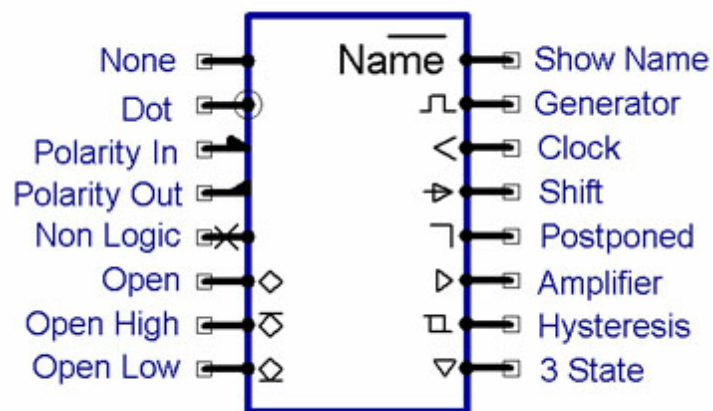 None
Dot
Polarity In
Polarity Out
Non Logic
Open
Open High
Open Low
Name
Show Name
Generator
Clock
Shift
Postponed
Amplifier
Hysteresis
3 State